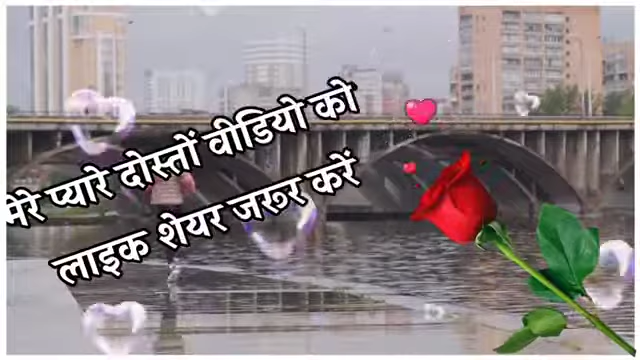 मेरे प्यारे दोस्तों वीडियो को
लाइक शेयर जरूर करें